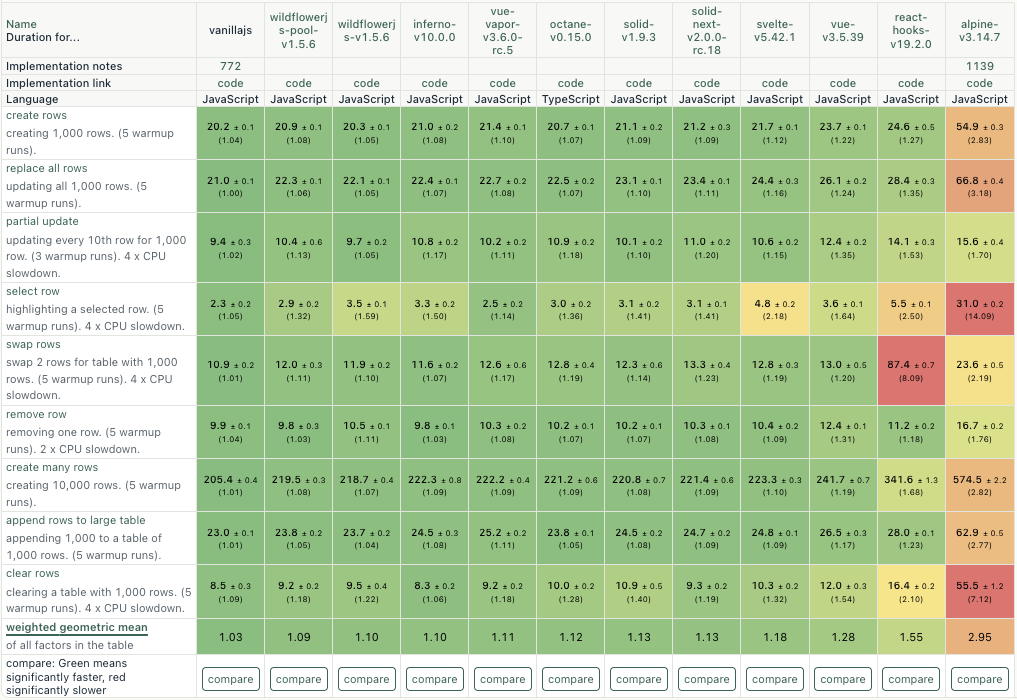 Name
Duration for...
vanillajs
wildflowerj
s-pool-
v1.5.6
wildflowerj
s-v1.5.6
inferno-
v10.0.0
vue-
vapor-
v3.6.0-
rc.5
octane-
v0.15.0
solid-
v1.9.3
solid-
next-
v2.0.0-
rc.18
svelte-
v5.42.1
vue-
v3.5.39
react-
hooks-
v19.2.0
alpine-
v3.14.7
Implementation notes 772 1139
Implementation link code code code code code code code code code code code code
Language JavaScript JavaScript JavaScript JavaScript JavaScript TypeScript JavaScript JavaScript JavaScript JavaScript JavaScript JavaScript
create rows
creating 1,000 rows. (5 warmup
runs).
20.2 ± 0.1 20.9 ± 0.1 20.3 ± 0.1 21.0 ± 0.2 21.4 ± 0.1 20.7 ± 0.1 21.1 ± 0.2 21.2 ± 0.3 21.7 ± 0.1 23.7 ± 0.1 24.6 ± 0.5 54.9 ± 0.3
(1.04) (1.08) (1.05) (1.08) (1.10) (1.07) (1.09) (1.09) (1.12) (1.22) (1.27) (2.83)
replace all rows
updating all 1,000 rows. (5
warmup runs).
21.0 ± 0.1 22.3 ± 0.1 22.1 ± 0.1 22.4 ± 0.1 22.7 ± 0.2 22.5 ± 0.2 23.1 ± 0.1 23.4 ± 0.1 24.4 ± 0.3 26.1 ± 0.2 28.4 ± 0.3 66.8 ± 0.4
(1.00) (1.06) (1.05) (1.07) (1.08) (1.07) (1.10) (1.11) (1.16) (1.24) (1.35) (3.18)
partial update
updating every 10th row for 1,000
row. (3 warmup runs). 4 x CPU
slowdown.
9.4 ± 0.3 10.4 ± 0.6 9.7 ± 0.2 10.8 ± 0.2 10.2 ± 0.2 10.9 ± 0.2 10.1 ± 0.2 11.0 ± 0.2 10.6 ± 0.2 12.4 ± 0.2 14.1 ± 0.3 15.6 ± 0.4
(1.02) (1.13) (1.05) (1.17) (1.11) (1.18) (1.10) (1.20) (1.15) (1.35) (1.53) (1.70)
select row
highlighting a selected row. (5
warmup runs). 4 x CPU slowdown.
2.3 ± 0.2 2.9 ± 0.2 3.5 ± 0.1 3.3 ± 0.2 2.5 ± 0.2 3.0 ± 0.2 3.1 ± 0.2 3.1 ± 0.1 4.8 ± 0.2 3.6 ± 0.1 5.5 ± 0.1 31.0 ± 0.2
(1.05) (1.32) (1.59) (1.50) (1.14) (1.36) (1.41) (1.41) (2.18) (1.64) (2.50) (14.09)
swap rows
swap 2 rows for table with 1,000
rows. (5 warmup runs). 4 x CPU
slowdown.
10.9 ± 0.2 12.0 ± 0.3 11.9 ± 0.2 11.6 ± 0.2 12.6 ± 0.6 12.8 ± 0.4 12.3 ± 0.6 13.3 ± 0.4 12.8 ± 0.3 13.0 ± 0.5 87.4 ± 0.7 23.6 ± 0.5
(1.01) (1.11) (1.10) (1.07) (1.17) (1.19) (1.14) (1.23) (1.19) (1.20) (8.09) (2.19)
remove row
removing one row. (5 warmup
runs). 2 x CPU slowdown.
9.9 ± 0.1 9.8 ± 0.3 10.5 ± 0.1 9.8 ± 0.1 10.3 ± 0.2 10.2 ± 0.1 10.2 ± 0.1 10.3 ± 0.1 10.4 ± 0.2 12.4 ± 0.1 11.2 ± 0.2 16.7 ± 0.2
(1.04) (1.03) (1.11) (1.03) (1.08) (1.07) (1.07) (1.08) (1.09) (1.31) (1.18) (1.76)
create many rows
creating 10,000 rows. (5 warmup
runs).
205.4 ± 0.4 219.5 ± 0.3 218.7 ± 0.4 222.3 ± 0.8 222.2 ± 0.4 221.2 ± 0.6 220.8 ± 0.7 221.4 ± 0.6 223.3 ± 0.3 241.7 ± 0.7 341.6 ± 1.3 574.5 ± 2.2
(1.01) (1.08) (1.07) (1.09) (1.09) (1.09) (1.08) (1.09) (1.10) (1.19) (1.68) (2.82)
append rows to large table
appending 1,000 to a table of
1,000 rows. (5 warmup runs).
23.0 ± 0.1 23.8 ± 0.2 23.7 ± 0.2 24.5 ± 0.3 25.2 ± 0.2 23.8 ± 0.1 24.5 ± 0.2 24.7 ± 0.2 24.8 ± 0.1 26.5 ± 0.3 28.0 ± 0.1 62.9 ± 0.5
(1.01) (1.05) (1.04) (1.08) (1.11) (1.05) (1.08) (1.09) (1.09) (1.17) (1.23) (2.77)
clear rows
clearing a table with 1,000 rows. (5
warmup runs). 4 x CPU slowdown.
8.5 ± 0.3 9.2 ± 0.2 9.5 ± 0.4 8.3 ± 0.2 9.2 ± 0.2 10.0 ± 0.2 10.9 ± 0.5 9.3 ± 0.2 10.3 ± 0.2 12.0 ± 0.3 16.4 ± 0.2 55.5 ± 1.2
(1.09) (1.18) (1.22) (1.06) (1.18) (1.28) (1.40) (1.19) (1.32) (1.54) (2.10) (7.12)
weighted geometric mean
of all factors in the table
1.03 1.09 1.10 1.10 1.11 1.12 1.13 1.13 1.18 1.28 1.55 2.95
compare: Green means
significantly faster, red
significantly slower
compare compare compare compare compare compare compare compare compare compare compare compare